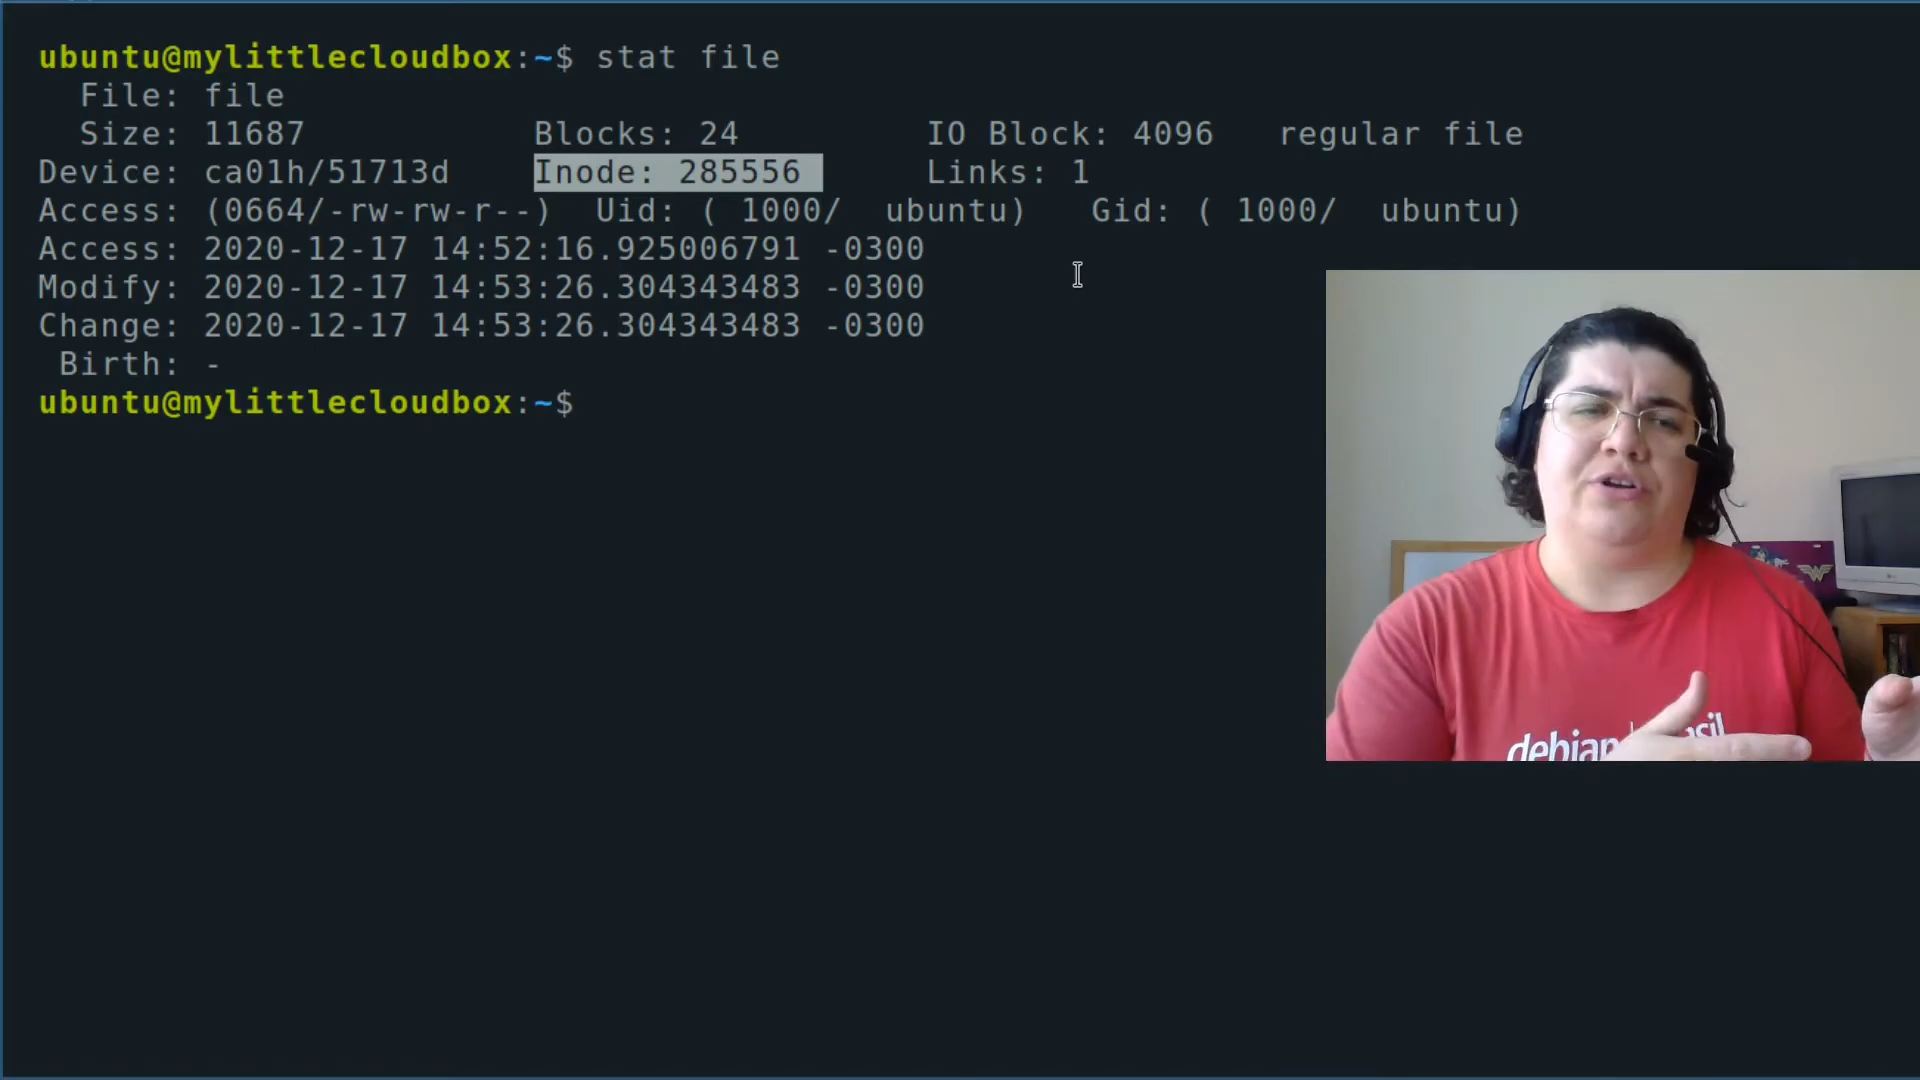 ubuntu@mylittlecloudbox:~$ stat file
  File: file
  Size: 11687           Blocks: 24         IO Block: 4096   regular file
Device: ca01h/51713d    Inode: 285556      Links: 1
Access: (0664/-rw-rw-r--)  Uid: ( 1000/  ubuntu)   Gid: ( 1000/  ubuntu)
Access: 2020-12-17 14:52:16.925006791 -0300
Modify: 2020-12-17 14:53:26.304343483 -0300
Change: 2020-12-17 14:53:26.304343483 -0300
 Birth: -
ubuntu@mylittlecloudbox:~$
debian